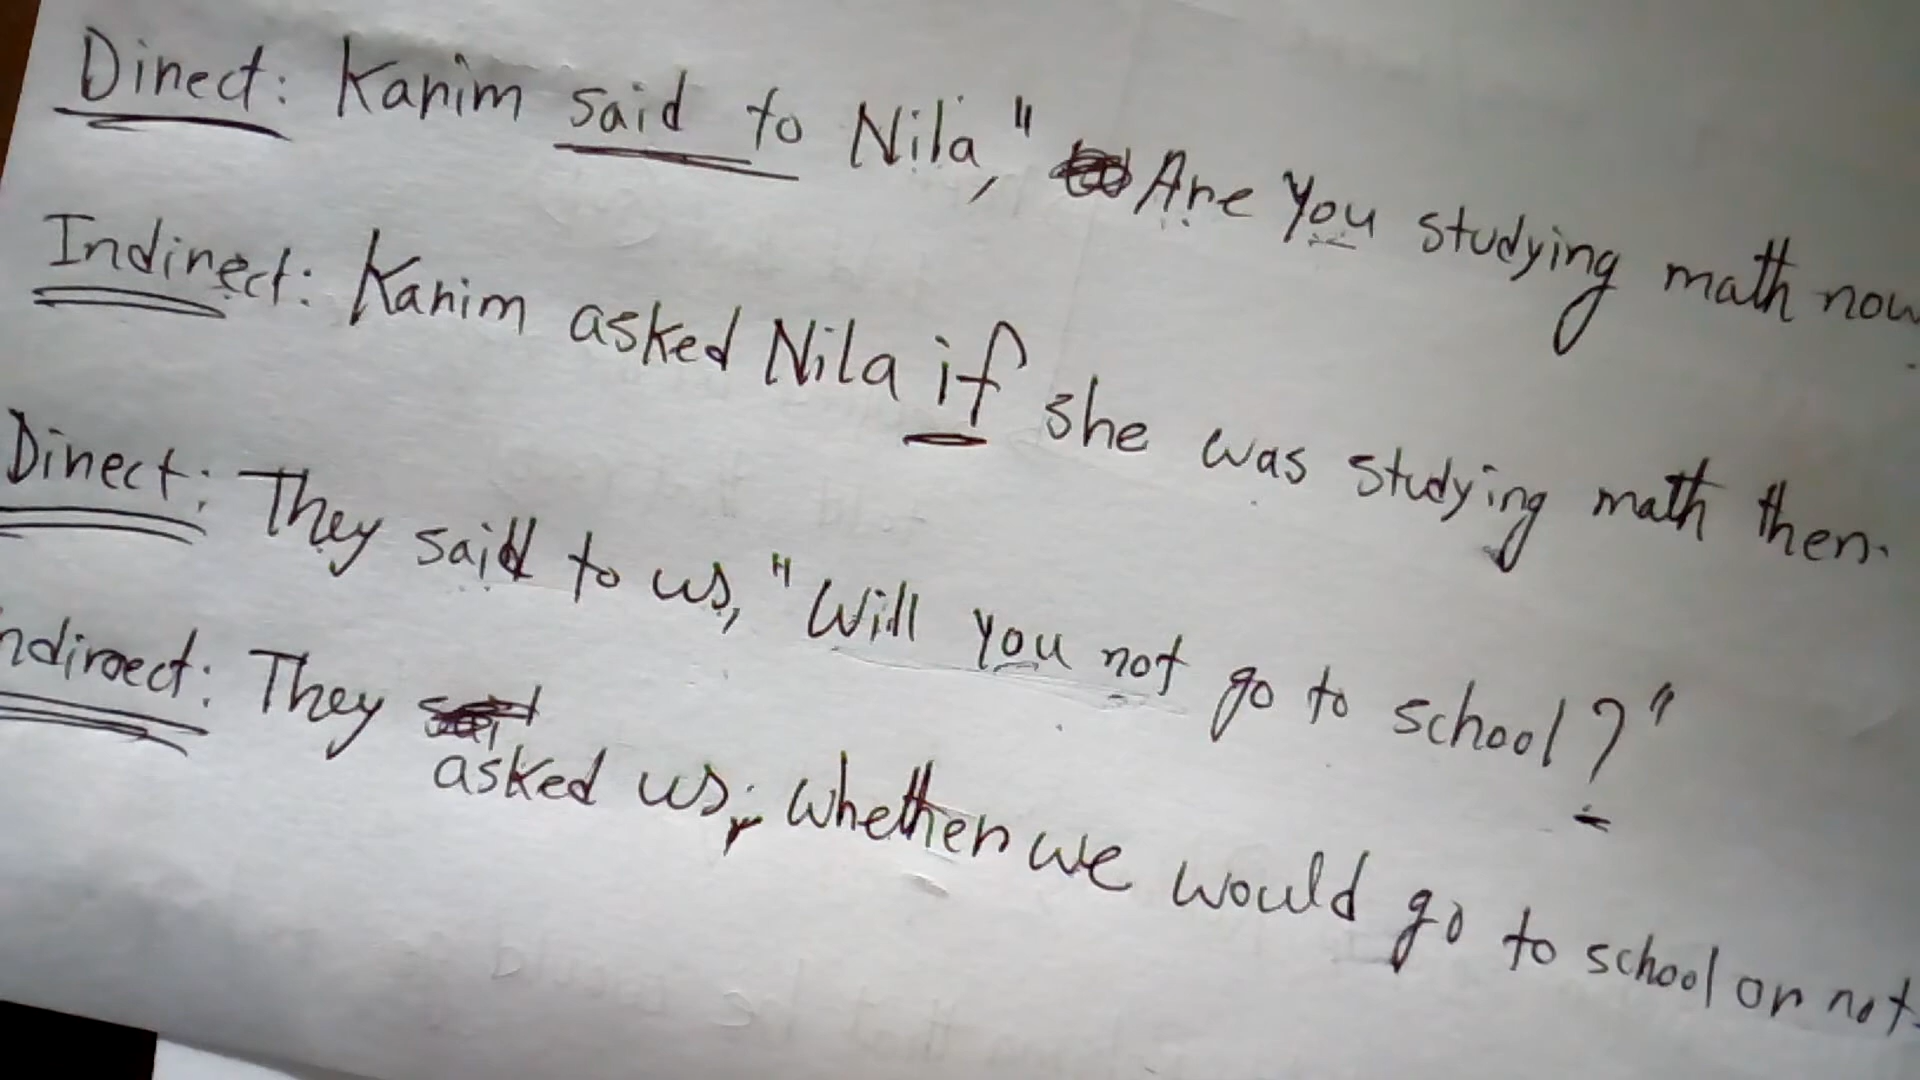 Direct: Karim said to Nila, " Are You studying math now
Indirect: Karim asked Nila if she was studying math then.
Direct: They said to us, "Will you not go to school?"
ndirect: They
asked us, whether we would go to school or not.